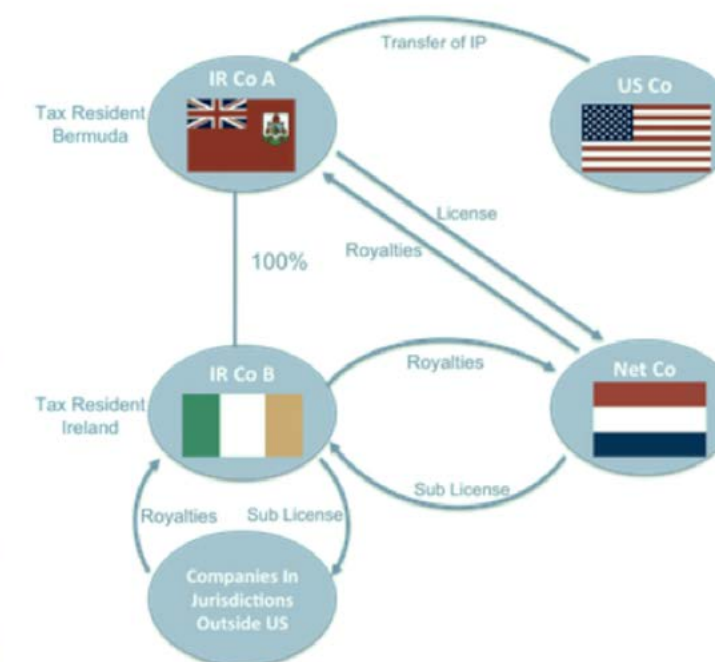 Transfer of IP
IR Co A
US Co
Tax Resident
Bermuda
License
Royalties
100%
IR Co B
Royalties
Net Co
Tax Resident
Ireland
Sub License
Royalties
Sub License
Companies In
Jurisdictions
Outside US